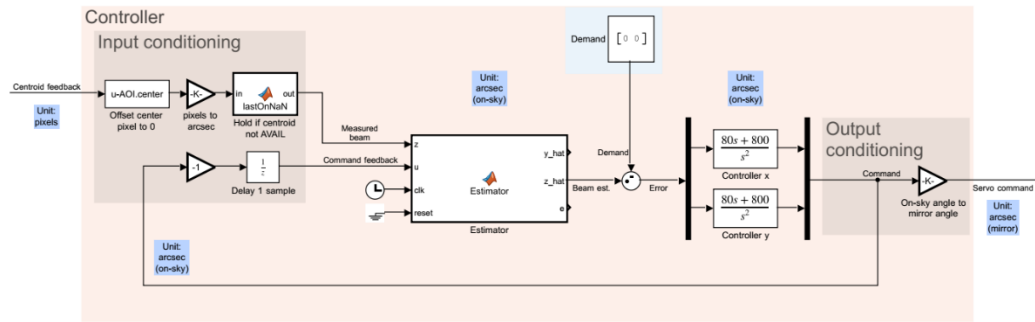 Controller
Input conditioning
Centroid feedback
Unit:
pixels
u-AOI.center
Offset center
pixel to 0
-K-
pixels to
arcsec
in
out
lastOnNaN
Hold if centroid
not AVAIL
Measured
beam
-1
1
z
Delay 1 sample
Command feedback
Unit:
arcsec
(on-sky)
Unit:
arcsec
(on-sky)
z
u
clk
reset
Estimator
y_hat
z_hat
e
Estimator
Beam est.
Demand
[0 0]
Demand
Error
Unit:
arcsec
(on-sky)
80s + 800
s²
Controller x
80s + 800
s²
Controller y
Output
conditioning
Command
-K-
On-sky angle to
mirror angle
Servo command
Unit:
arcsec
(mirror)